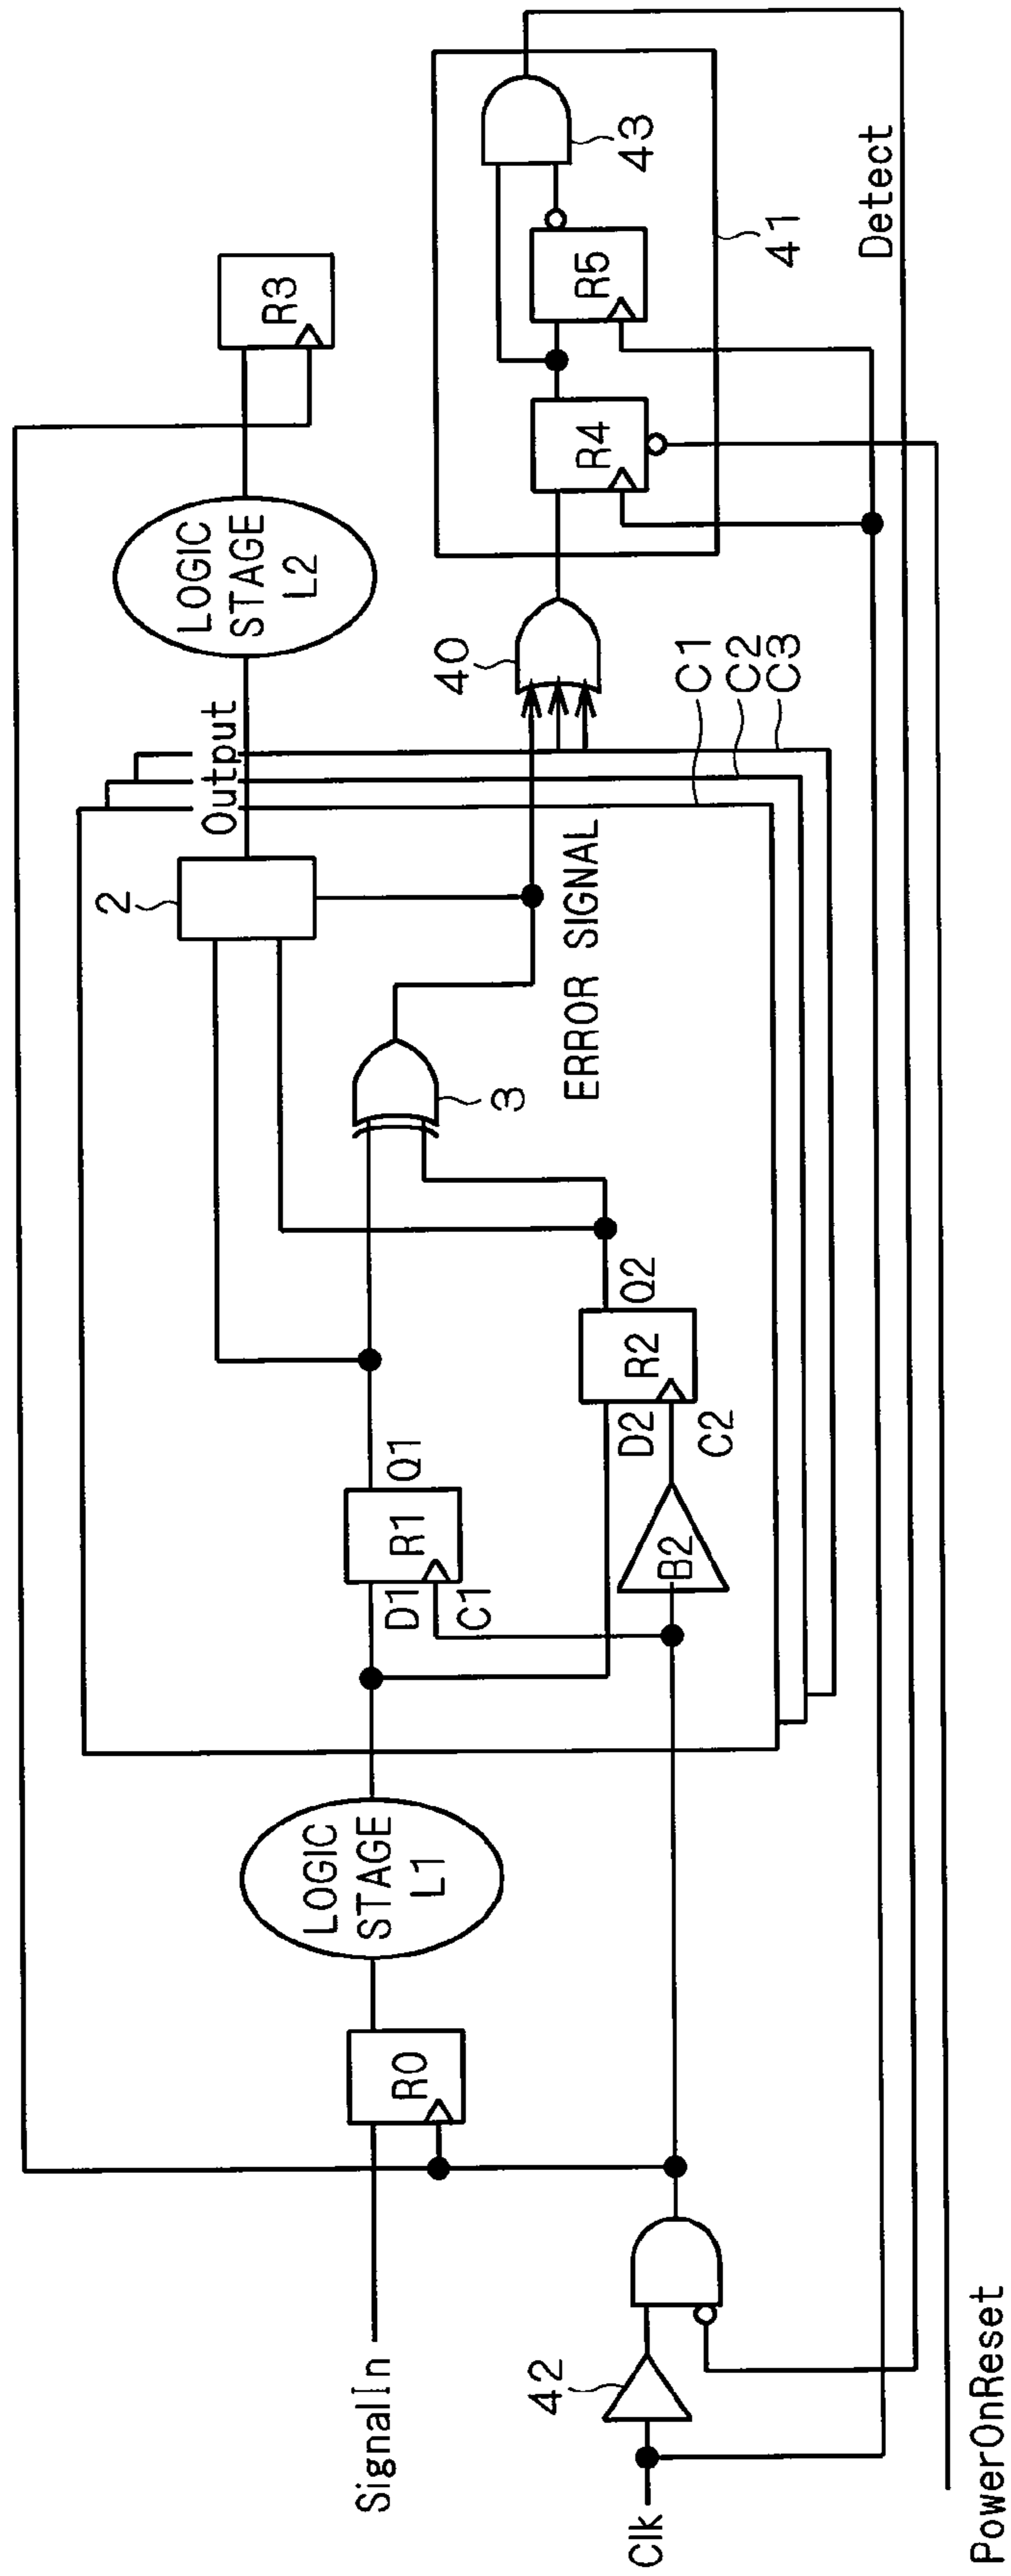 SignalIn
Clk
PowerOnReset
42
R0
LOGIC
STAGE
L1
D1
C1
R1
Q1
B2
D2
C2
R2
Q2
3
ERROR SIGNAL
2
Output
C1
C2
C3
40
LOGIC
STAGE
L2
R3
R4
R5
43
41
Detect